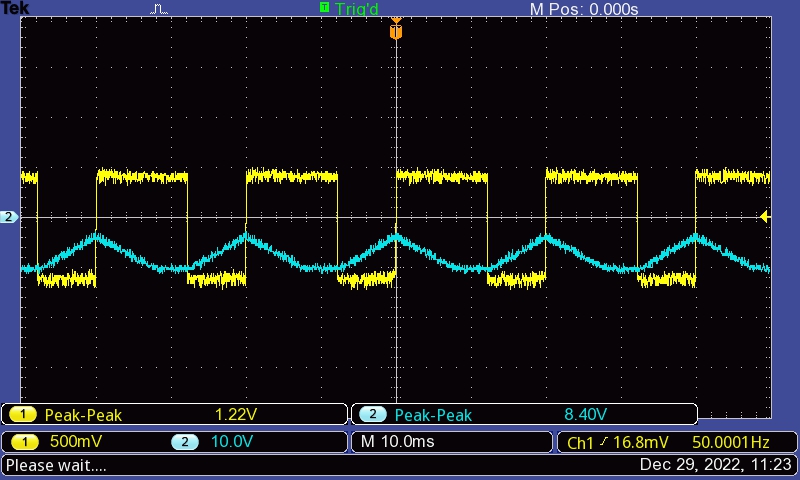 Tek T Trig'd M Pos: 0.000s
T
2
1 Peak-Peak 1.22V 2 Peak-Peak 8.40V
1 500mV 2 10.0V M 10.0ms Ch1 16.8mV 50.0001Hz
Please wait.... Dec 29, 2022, 11:23